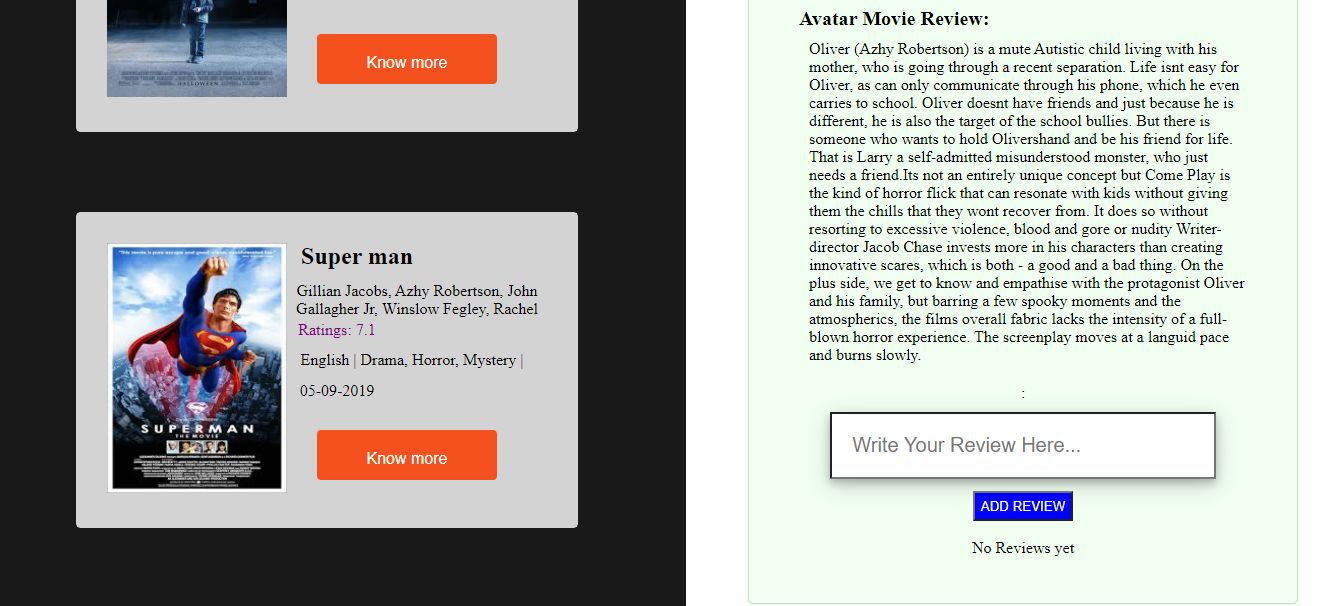 HALLOWEEN
Know more
Super man
Gillian Jacobs, Azhy Robertson, John
Gallagher Jr, Winslow Fegley, Rachel
Ratings: 7.1
English | Drama, Horror, Mystery |
05-09-2019
SUPERMAN
THE MOVIE
Know more
Avatar Movie Review:
Oliver (Azhy Robertson) is a mute Autistic child living with his
mother, who is going through a recent separation. Life isnt easy for
Oliver, as can only communicate through his phone, which he even
carries to school. Oliver doesnt have friends and just because he is
different, he is also the target of the school bullies. But there is
someone who wants to hold Olivershand and be his friend for life.
That is Larry a self-admitted misunderstood monster, who just
needs a friend.Its not an entirely unique concept but Come Play is
the kind of horror flick that can resonate with kids without giving
them the chills that they wont recover from. It does so without
resorting to excessive violence, blood and gore or nudity Writer-
director Jacob Chase invests more in his characters than creating
innovative scares, which is both - a good and a bad thing. On the
plus side, we get to know and empathise with the protagonist Oliver
and his family, but barring a few spooky moments and the
atmospherics, the films overall fabric lacks the intensity of a full-
blown horror experience. The screenplay moves at a languid pace
and burns slowly.
:
Write Your Review Here...
ADD REVIEW
No Reviews yet